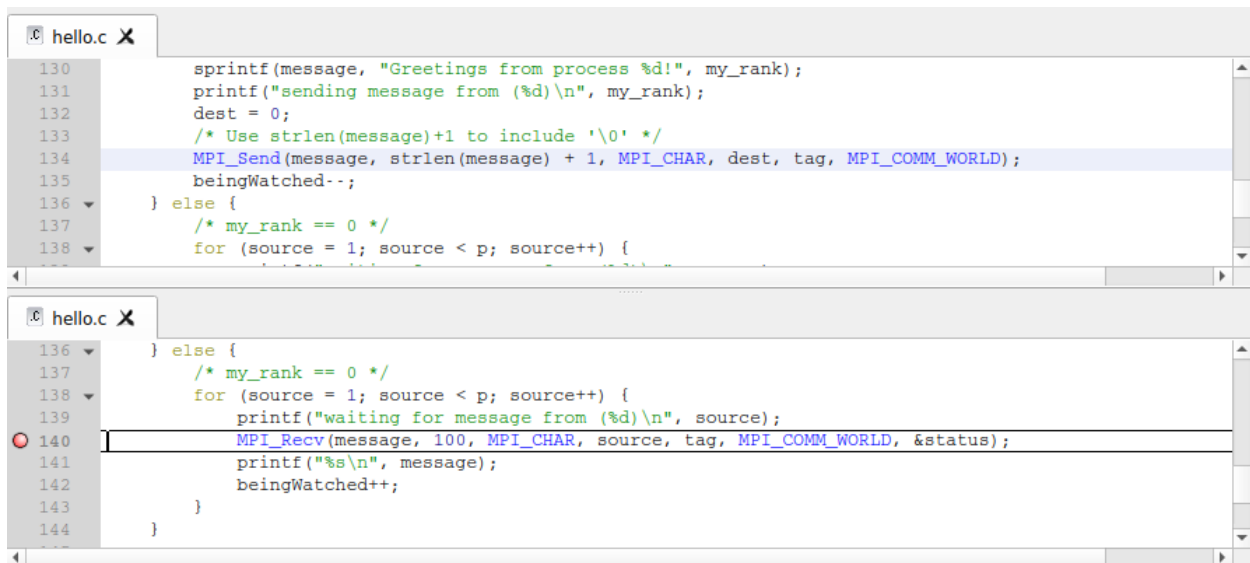 hello.c
130 sprintf(message, "Greetings from process %d!", my_rank);
131 printf("sending message from (%d)\n", my_rank);
132 dest = 0;
133 /* Use strlen(message)+1 to include '\0' */
134 MPI_Send(message, strlen(message) + 1, MPI_CHAR, dest, tag, MPI_COMM_WORLD);
135 beingWatched--;
136 } else {
137 /* my_rank == 0 */
138 for (source = 1; source < p; source++) {
hello.c
136 } else {
137 /* my_rank == 0 */
138 for (source = 1; source < p; source++) {
139 printf("waiting for message from (%d)\n", source);
140 MPI_Recv(message, 100, MPI_CHAR, source, tag, MPI_COMM_WORLD, &status);
141 printf("%s\n", message);
142 beingWatched++;
143 }
144 }